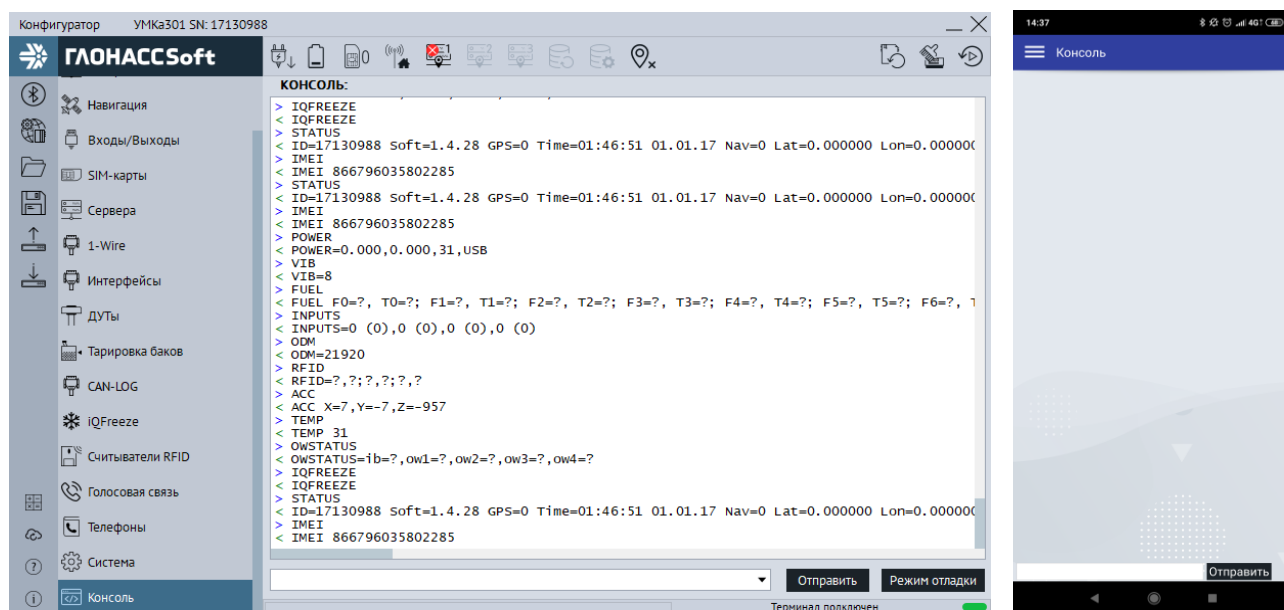 Конфигуратор УМКа301 SN: 17130988
ГЛОНАССSoft
0
1
2
3
Навигация
Входы/Выходы
SIM-карты
Сервера
1-Wire
Интерфейсы
ДУТы
Тарировка баков
CAN-LOG
iQFreeze
Считыватели RFID
Голосовая связь
Телефоны
Система
Консоль
КОНСОЛЬ:
> IQFREEZE
< IQFREEZE
> STATUS
< ID=17130988 Soft=1.4.28 GPS=0 Time=01:46:51 01.01.17 Nav=0 Lat=0.000000 Lon=0.000000
> IMEI
< IMEI 866796035802285
> STATUS
< ID=17130988 Soft=1.4.28 GPS=0 Time=01:46:51 01.01.17 Nav=0 Lat=0.000000 Lon=0.000000
> IMEI
< IMEI 866796035802285
> POWER
< POWER=0.000,0.000,31,USB
> VIB
< VIB=8
> FUEL
< FUEL F0=?, T0=?; F1=?, T1=?; F2=?, T2=?; F3=?, T3=?; F4=?, T4=?; F5=?, T5=?; F6=?,
> INPUTS
< INPUTS=0 (0),0 (0),0 (0),0 (0)
> ODM
< ODM=21920
> RFID
< RFID=?,?;?,?;?,?
> ACC
< ACC X=7,Y=-7,Z=-957
> TEMP
< TEMP 31
> OWSTATUS
< OWSTATUS=ib=?,ow1=?,ow2=?,ow3=?,ow4=?
> IQFREEZE
< IQFREEZE
> STATUS
< ID=17130988 Soft=1.4.28 GPS=0 Time=01:46:51 01.01.17 Nav=0 Lat=0.000000 Lon=0.000000
> IMEI
< IMEI 866796035802285
Отправить Режим отладки
Терминал подключен
14:37 4G
Консоль
Отправить